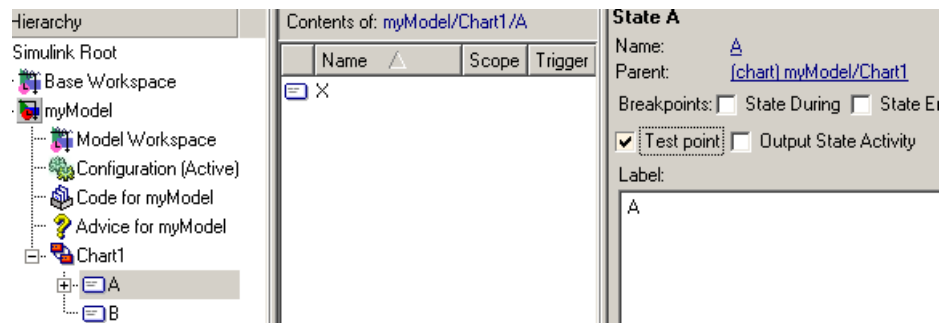 Hierarchy
Simulink Root
Base Workspace
myModel
Model Workspace
Configuration (Active)
Code for myModel
Advice for myModel
Chart1
A
B
Contents of: myModel/Chart1/A
Name Scope Trigger
X
State A
Name: A
Parent: (chart) myModel/Chart1
Breakpoints: State During State
Test point Output State Activity
Label:
A